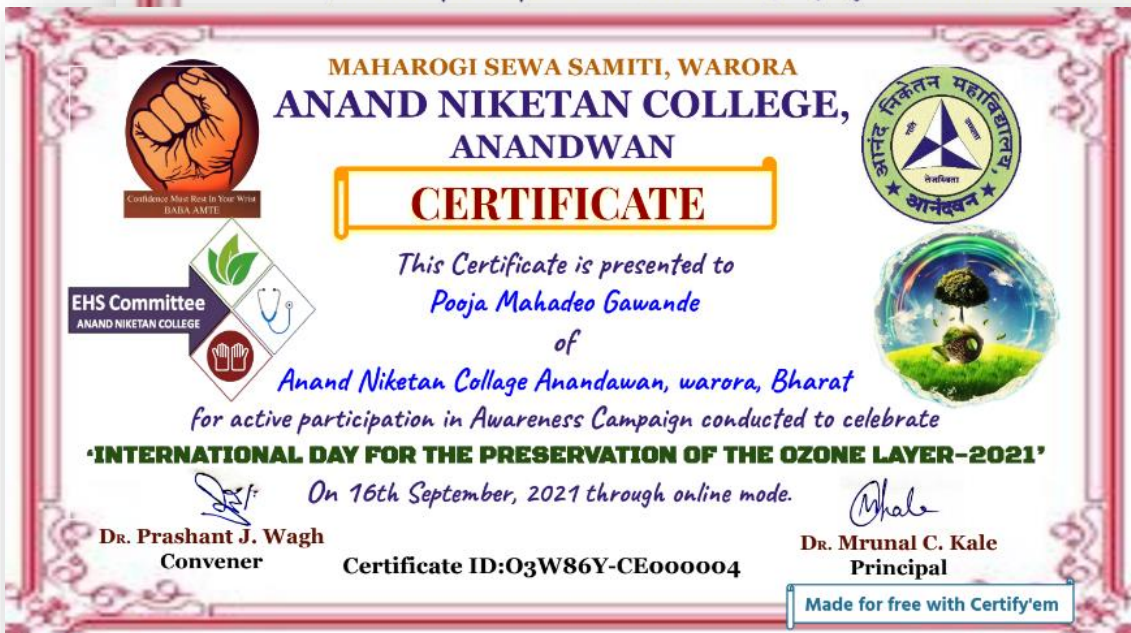 MAHAROGI SEWA SAMITI, WARORA
ANAND NIKETAN COLLEGE,
ANANDWAN
Confidence Must Rest In Your Wrist
BABA AMTE
आनंद निकेतन महाविद्यालय,
आनंदवन
CERTIFICATE
This Certificate is presented to
Pooja Mahadeo Gawande
EHS Committee
ANAND NIKETAN COLLEGE
of
Anand Niketan Collage Anandawan, warora, Bharat
for active participation in Awareness Campaign conducted to celebrate
‘INTERNATIONAL DAY FOR THE PRESERVATION OF THE OZONE LAYER-2021’
On 16th September, 2021 through online mode.
DR. Prashant J. Wagh
Convener
Certificate ID:O3W86Y-CE000004
DR. Mrunal C. Kale
Principal
Made for free with Certify'em